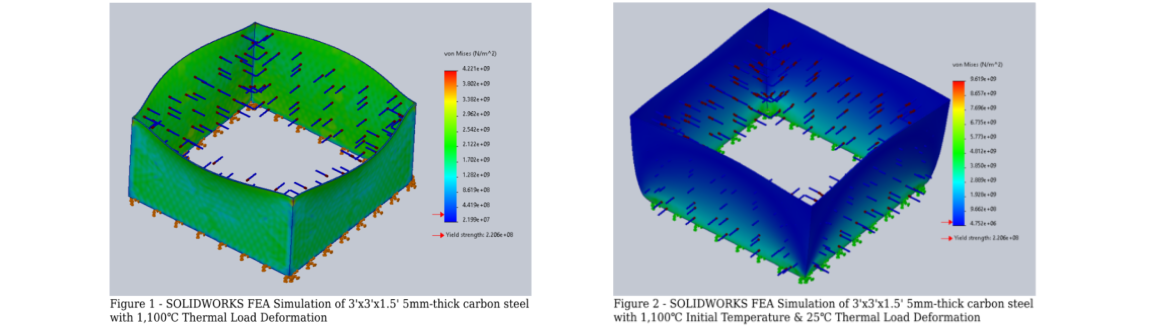 von Mises (N/m^2)
4.221e+09
3.802e+09
3.382e+09
2.962e+09
2.542e+09
2.122e+09
1.702e+09
1.282e+09
8.619e+08
4.419e+08
2.199e+07
Yield strength: 2.206e+08
Figure 1 - SOLIDWORKS FEA Simulation of 3'x3'x1.5' 5mm-thick carbon steel
with 1,100℃ Thermal Load Deformation
von Mises (N/m^2)
9.619e+09
8.657e+09
7.696e+09
6.735e+09
5.773e+09
4.812e+09
3.850e+09
2.889e+09
1.928e+09
9.662e+08
4.752e+06
Yield strength: 2.206e+08
Figure 2 - SOLIDWORKS FEA Simulation of 3'x3'x1.5' 5mm-thick carbon steel
with 1,100℃ Initial Temperature & 25℃ Thermal Load Deformation